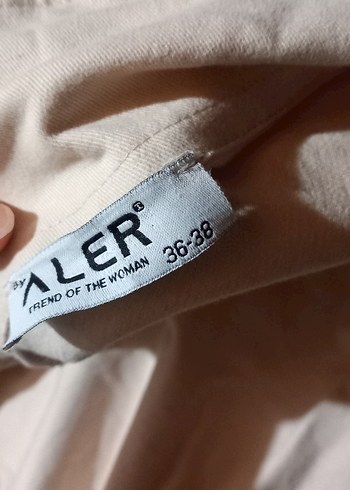 BY ALER®
TREND OF THE WOMAN
36-38